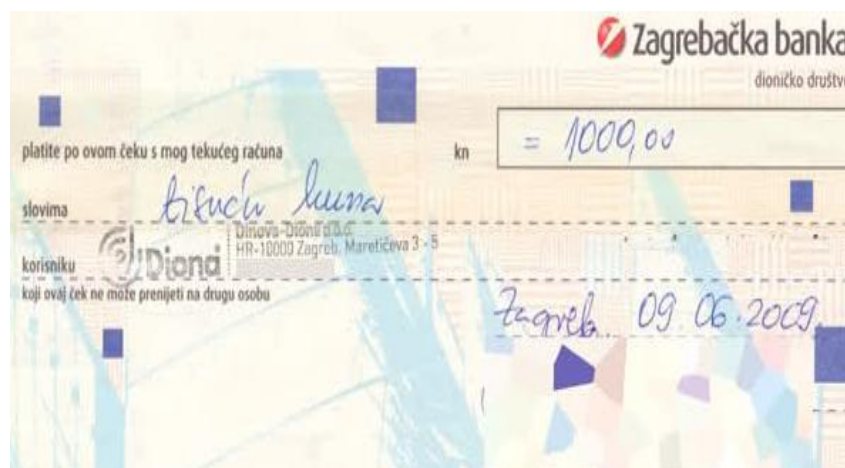 Zagrebačka banka
dioničko društvo
platite po ovom čeku s mog tekućeg računa
kn = 1000,00
slovima tisuću kuna
Diona
Dinova-Diona d.o.o.
HR-10000 Zagreb, Maretićeva 3 - 5
korisniku
koji ovaj ček ne može prenijeti na drugu osobu
Zagreb 09.06.2009.